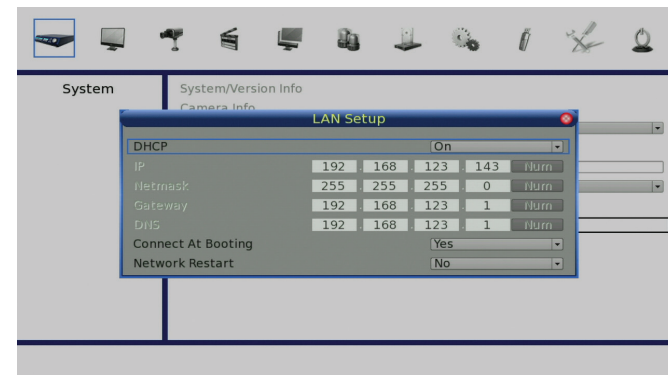 System
System/Version Info
Camera Info
LAN Setup
DHCP On
IP 192 . 168 . 123 . 143 Num
Netmask 255 . 255 . 255 . 0 Num
Gateway 192 . 168 . 123 . 1 Num
DNS 192 . 168 . 123 . 1 Num
Connect At Booting Yes
Network Restart No